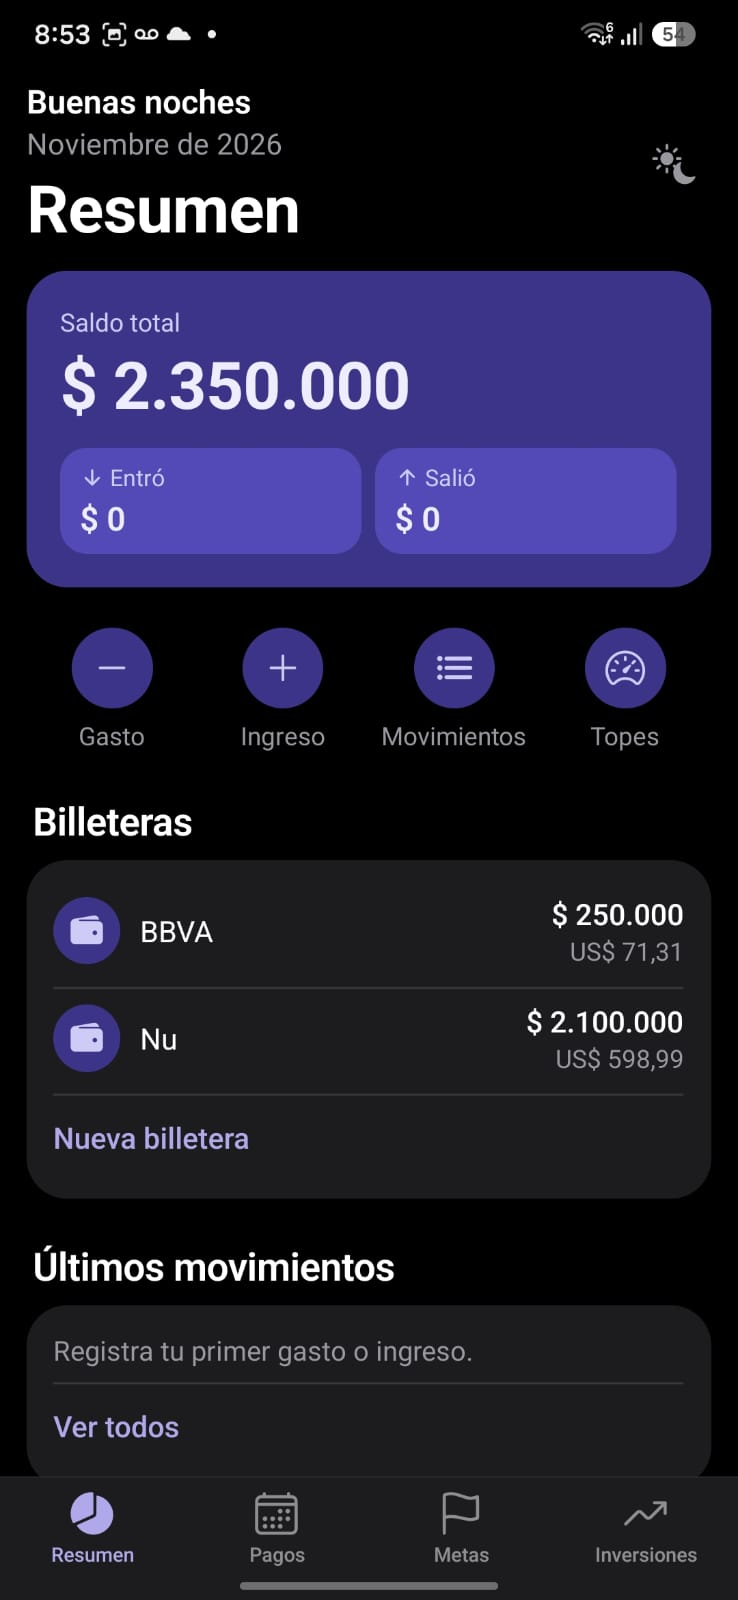 8:53
6
54
Buenas noches
Noviembre de 2026
Resumen
Saldo total
$ 2.350.000
↓ Entró
$ 0
↑ Salió
$ 0
Gasto
Ingreso
Movimientos
Topes
Billeteras
BBVA
$ 250.000
US$ 71,31
Nu
$ 2.100.000
US$ 598,99
Nueva billetera
Últimos movimientos
Registra tu primer gasto o ingreso.
Ver todos
Resumen
Pagos
Metas
Inversiones